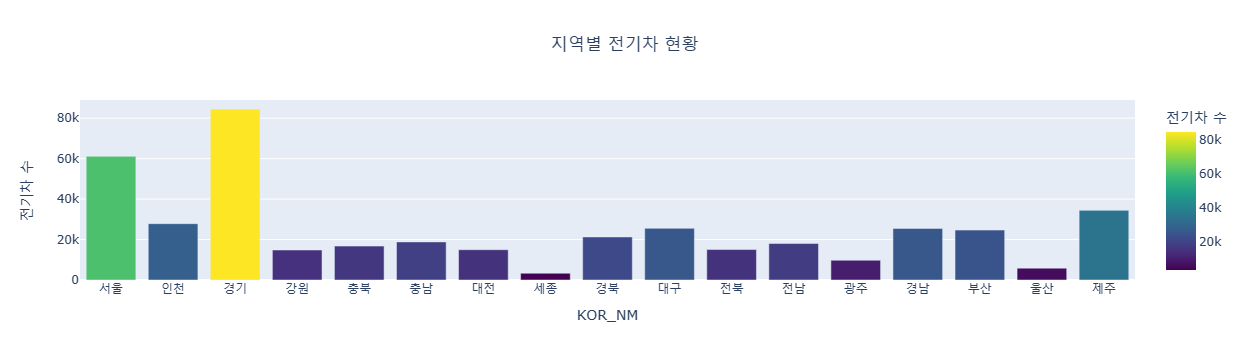 지역별 전기차 현황
전기차 수
80k
60k
40k
20k
0
서울 인천 경기 강원 충북 충남 대전 세종 경북 대구 전북 전남 광주 경남 부산 울산 제주
KOR_NM
전기차 수
80k
60k
40k
20k